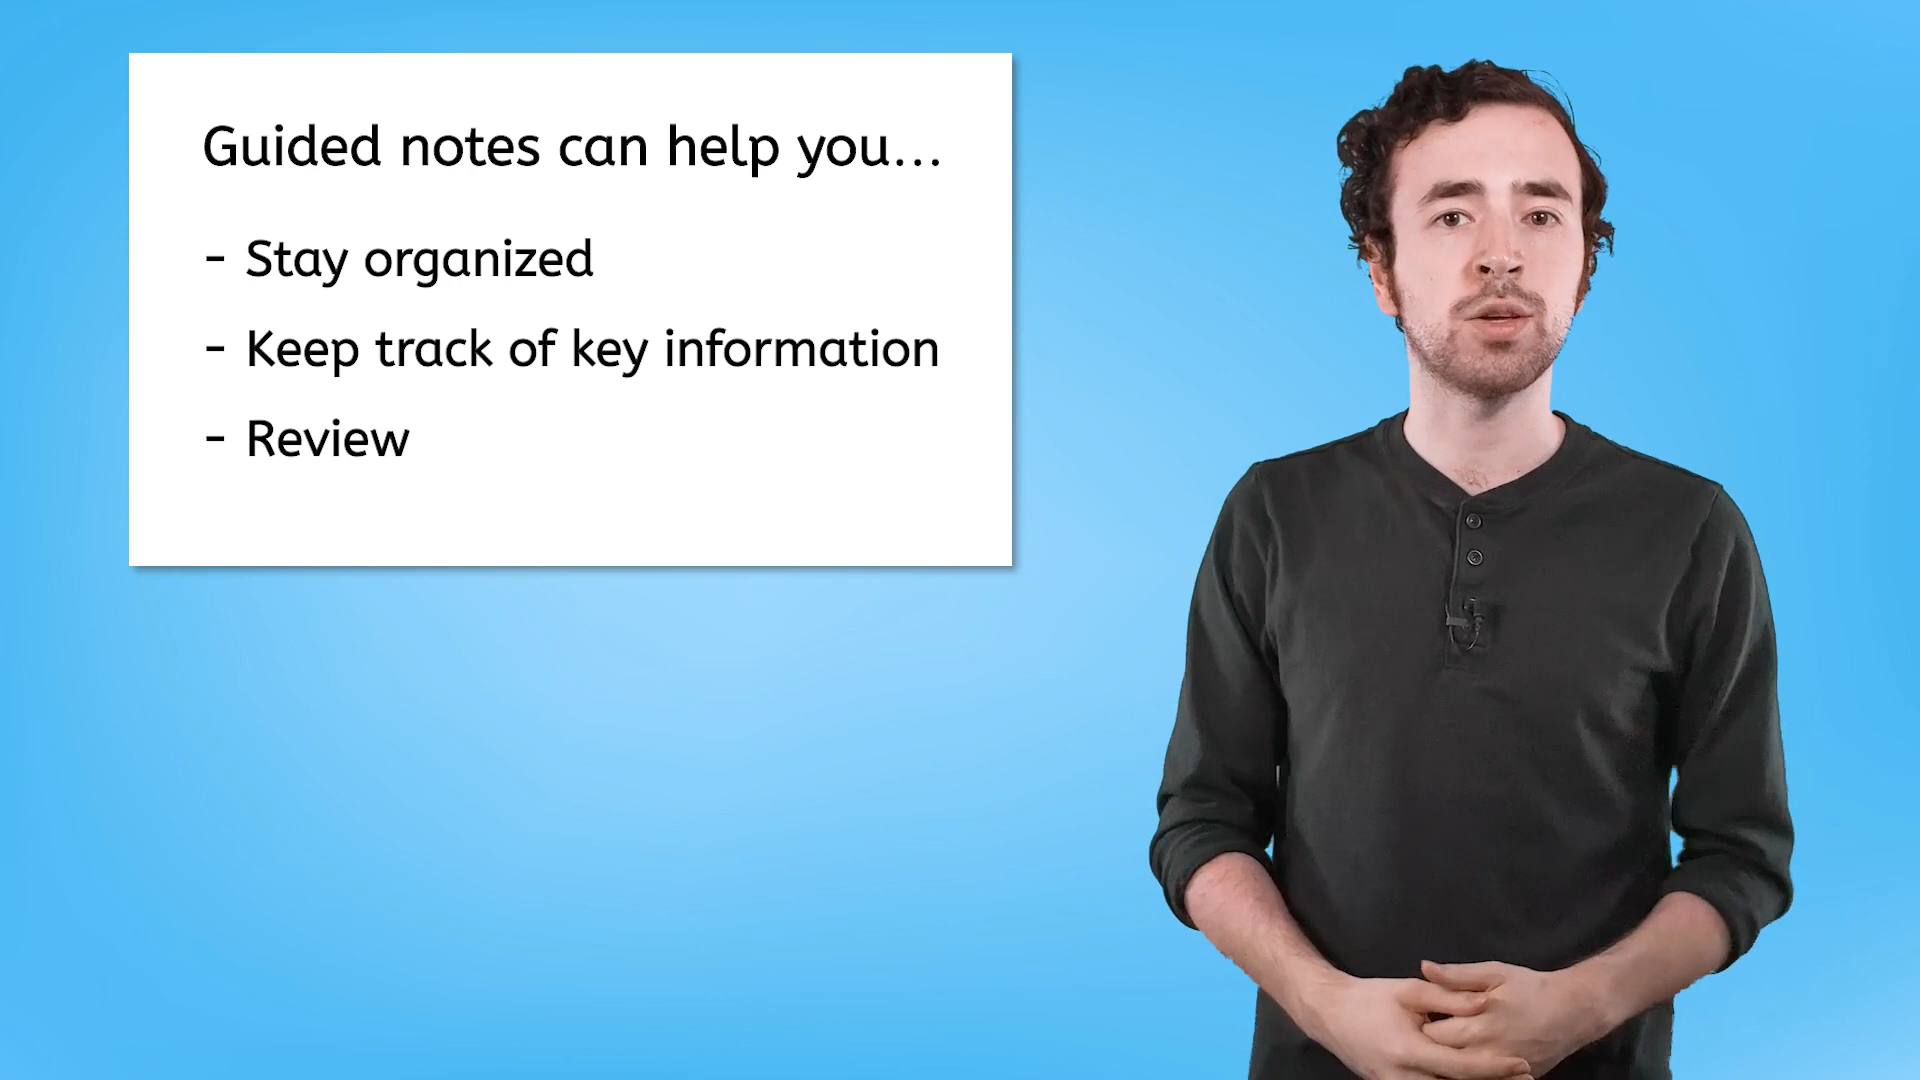 Guided notes can help you...
- Stay organized
- Keep track of key information
- Review